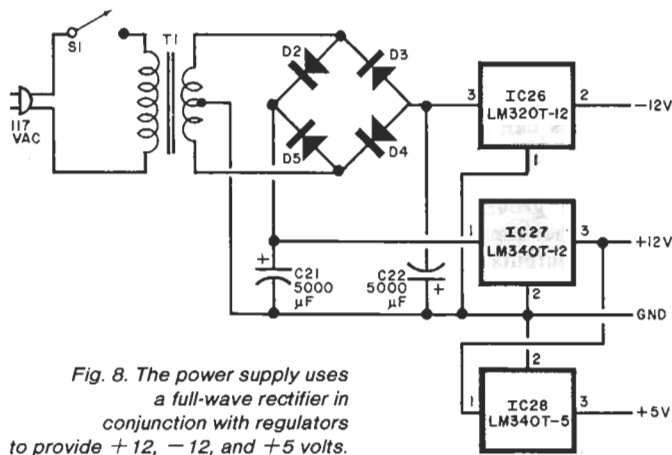 S1
T1
117
VAC
D2
D3
D5
D4
3
IC26
LM320T-12
2
-12V
1
1
IC27
LM340T-12
3
+12V
2
C21
5000
µF
+
C22
5000
µF
+
GND
2
1
IC28
LM340T-5
3
+5V
Fig. 8. The power supply uses
a full-wave rectifier in
conjunction with regulators
to provide +12, −12, and +5 volts.